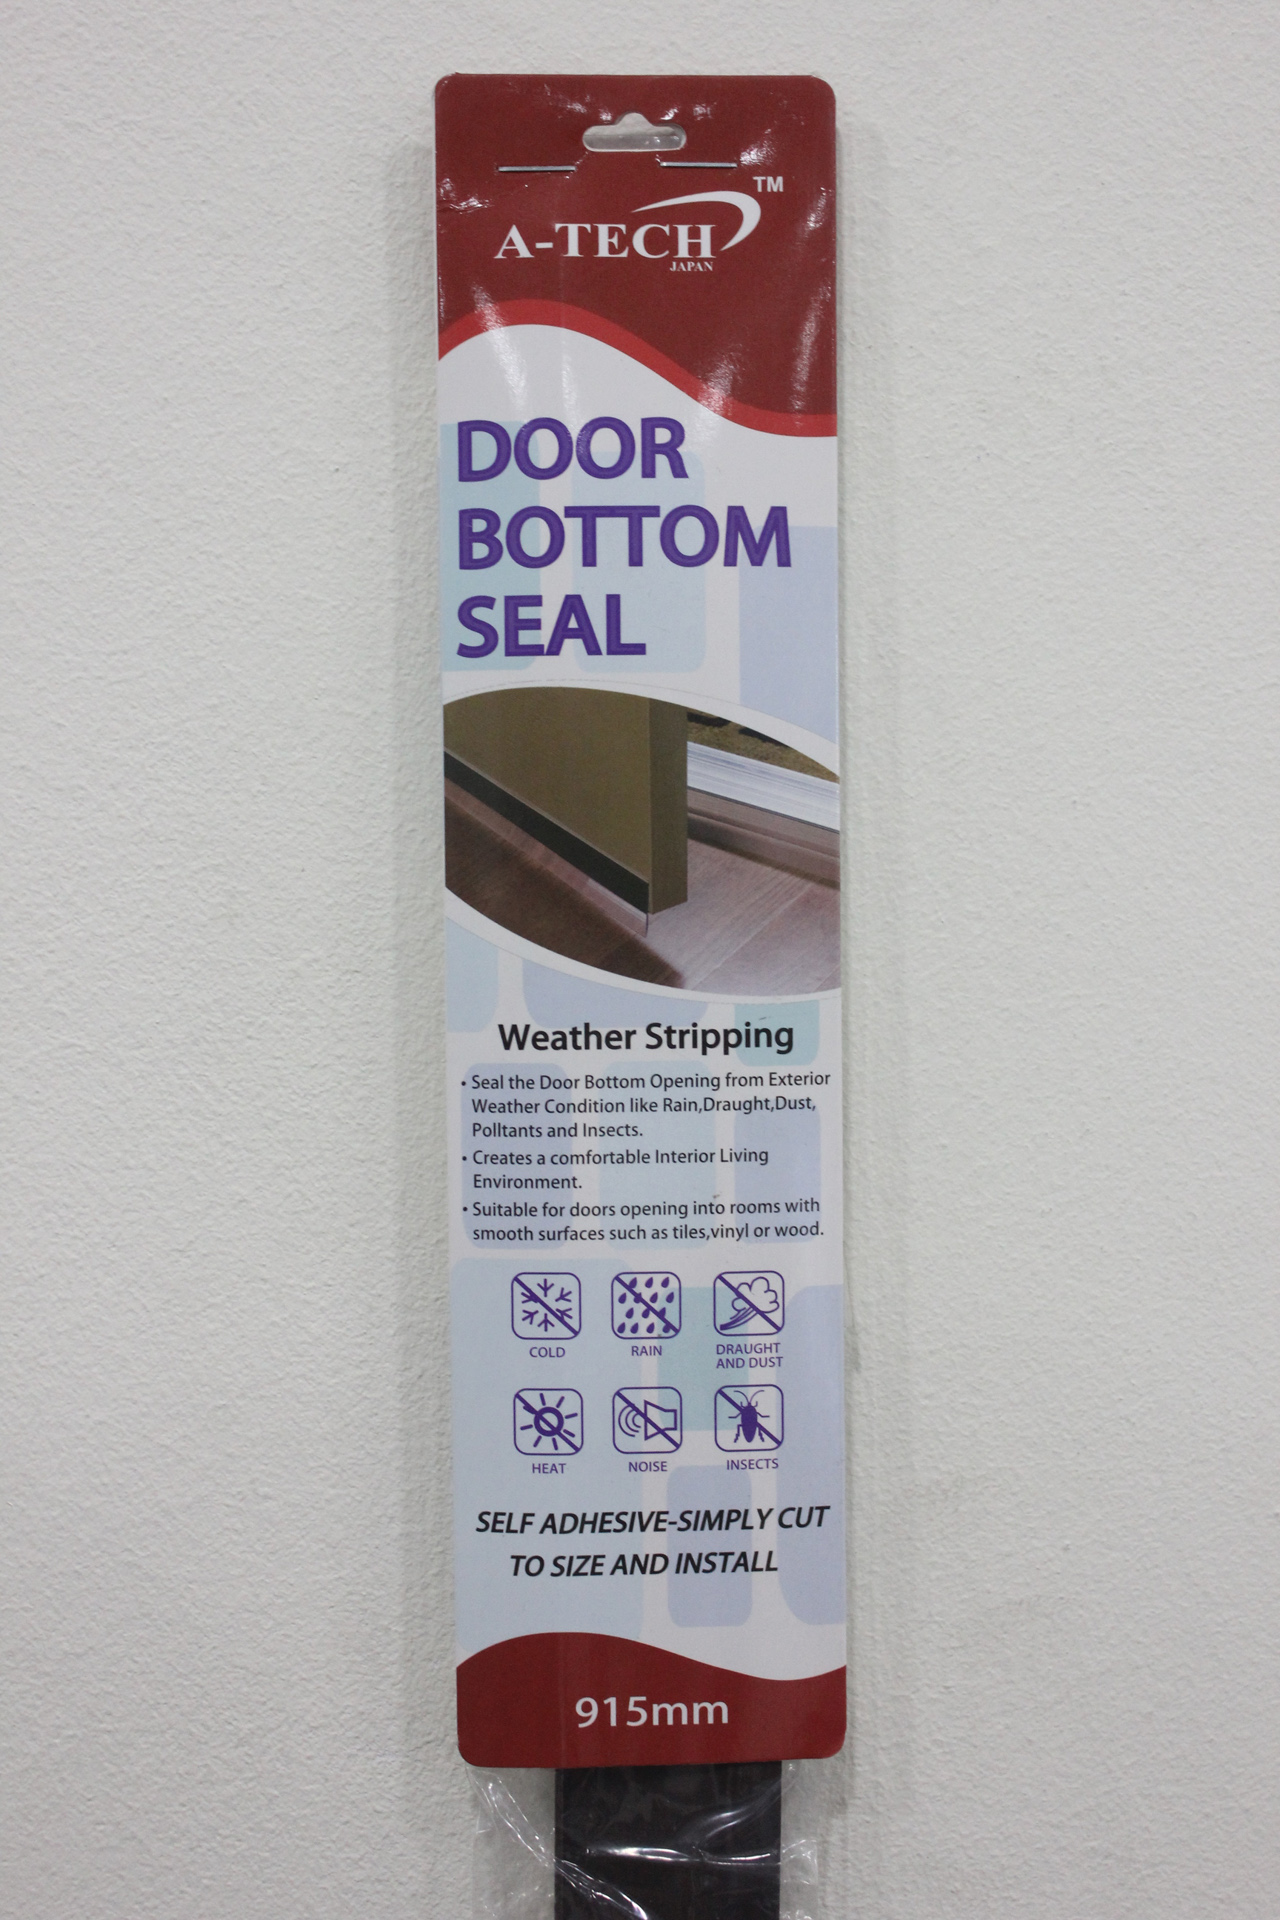 TM
A-TECH
JAPAN
DOOR
BOTTOM
SEAL
Weather Stripping
• Seal the Door Bottom Opening from Exterior
Weather Condition like Rain,Draught,Dust,
Polltants and Insects.
• Creates a comfortable Interior Living
Environment.
• Suitable for doors opening into rooms with
smooth surfaces such as tiles,vinyl or wood.
COLD
RAIN
DRAUGHT
AND DUST
HEAT
NOISE
INSECTS
SELF ADHESIVE-SIMPLY CUT
TO SIZE AND INSTALL
915mm